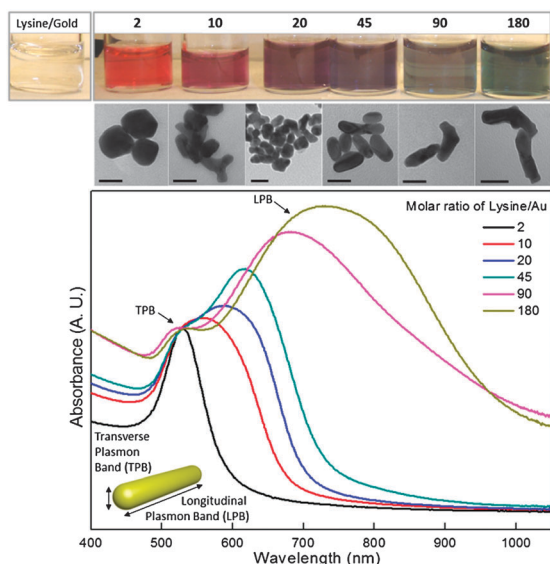 Lysine/Gold 2 10 20 45 90 180
LPB
Molar ratio of Lysine/Au
2
10
20
45
90
180
TPB
Absorbance (A. U.)
Transverse
Plasmon
Band (TPB)
Longitudinal
Plasmon Band (LPB)
400 500 600 700 800 900 1000
Wavelength (nm)